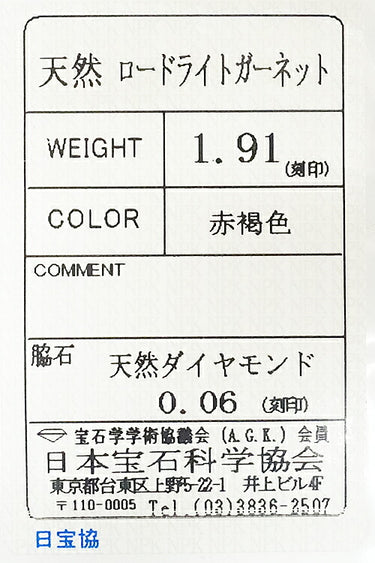 天然 ロードライトガーネット
WEIGHT 1.91 (刻印)
COLOR 赤褐色
COMMENT
脇石 天然ダイヤモンド
0.06 (刻印)
宝石学学術協議会 (A.G.K.) 会員
日本宝石科学協会
東京都台東区上野5-22-1 井上ビル4F
〒110-0005 Tel.(03)3836-2507
日宝協